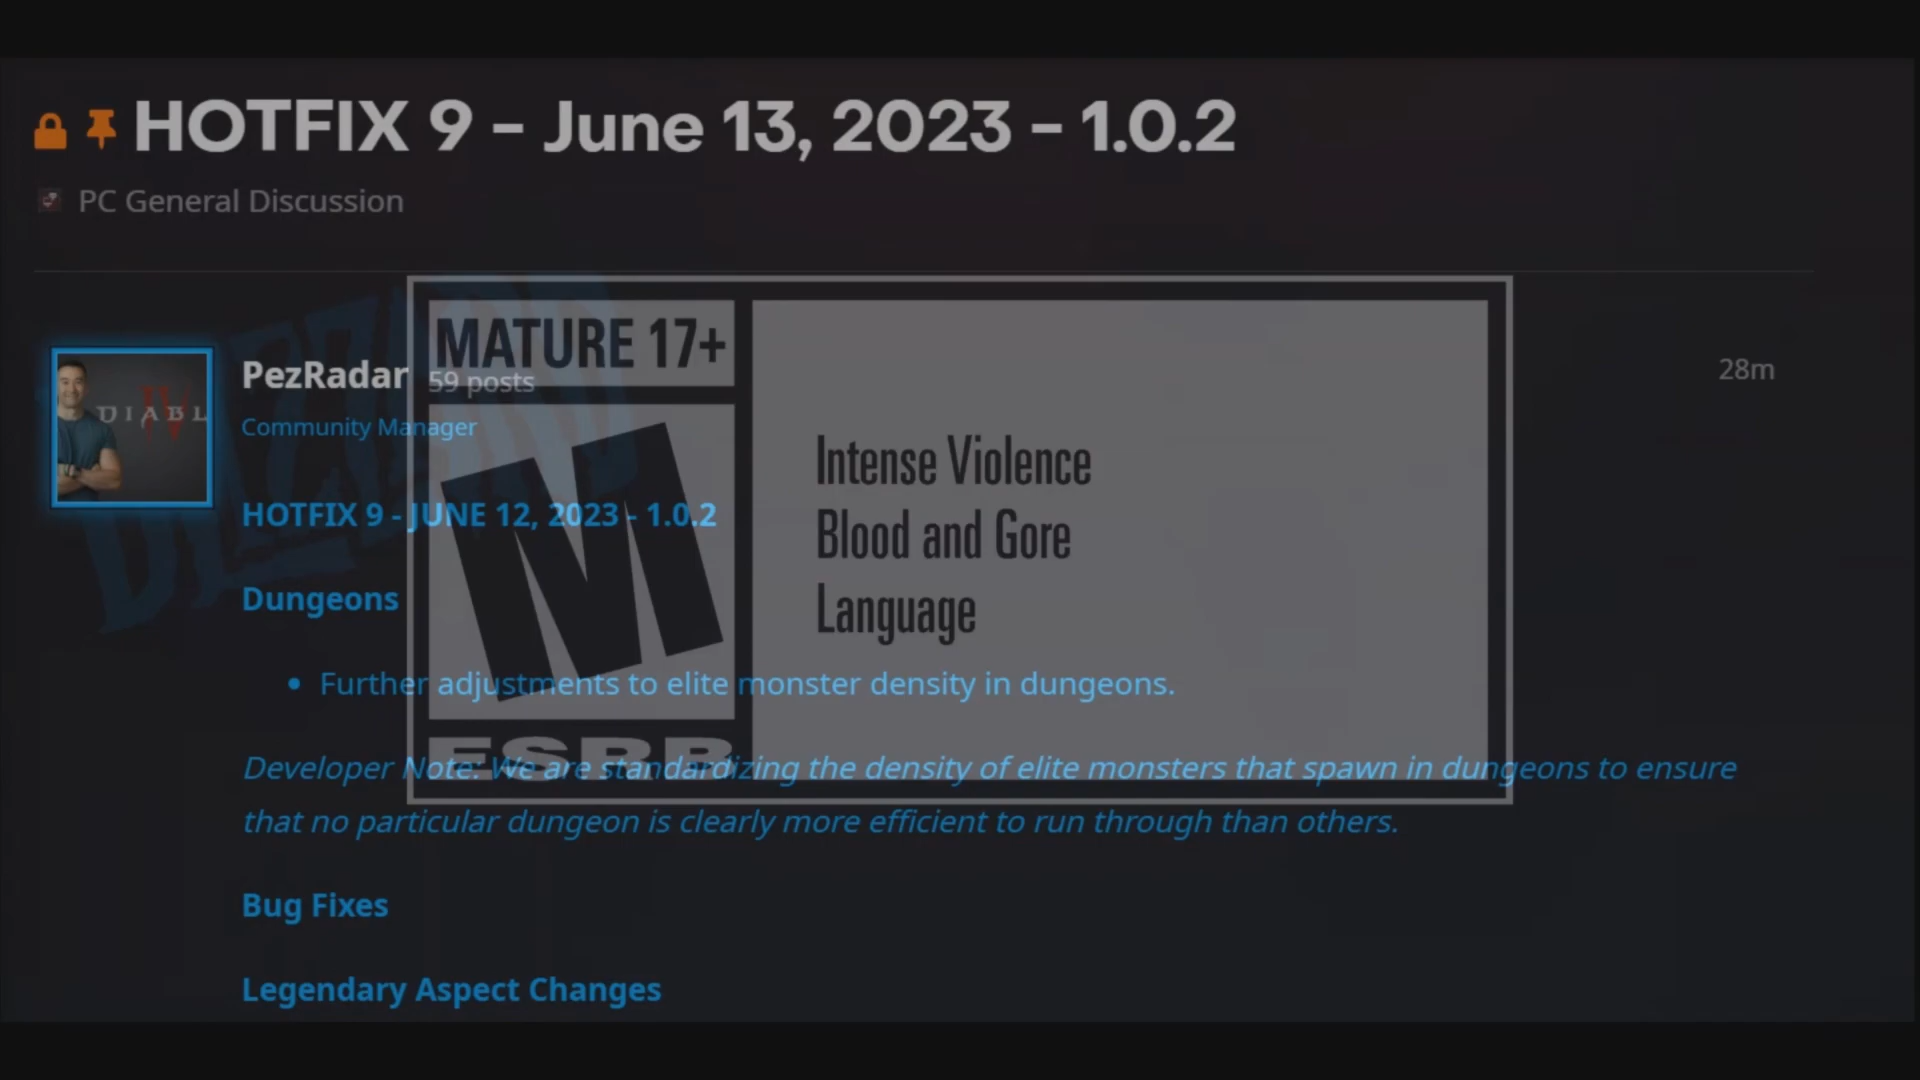 HOTFIX 9 – June 13, 2023 – 1.0.2
PC General Discussion
PezRadar 59 posts
28m
Community Manager
DIABL
IV
BLIZZARD
HOTFIX 9 - JUNE 12, 2023 - 1.0.2
Dungeons
• Further adjustments to elite monster density in dungeons.
Developer Note: We are standardizing the density of elite monsters that spawn in dungeons to ensure
that no particular dungeon is clearly more efficient to run through than others.
Bug Fixes
Legendary Aspect Changes
MATURE 17+
M
ESRB
Intense Violence
Blood and Gore
Language